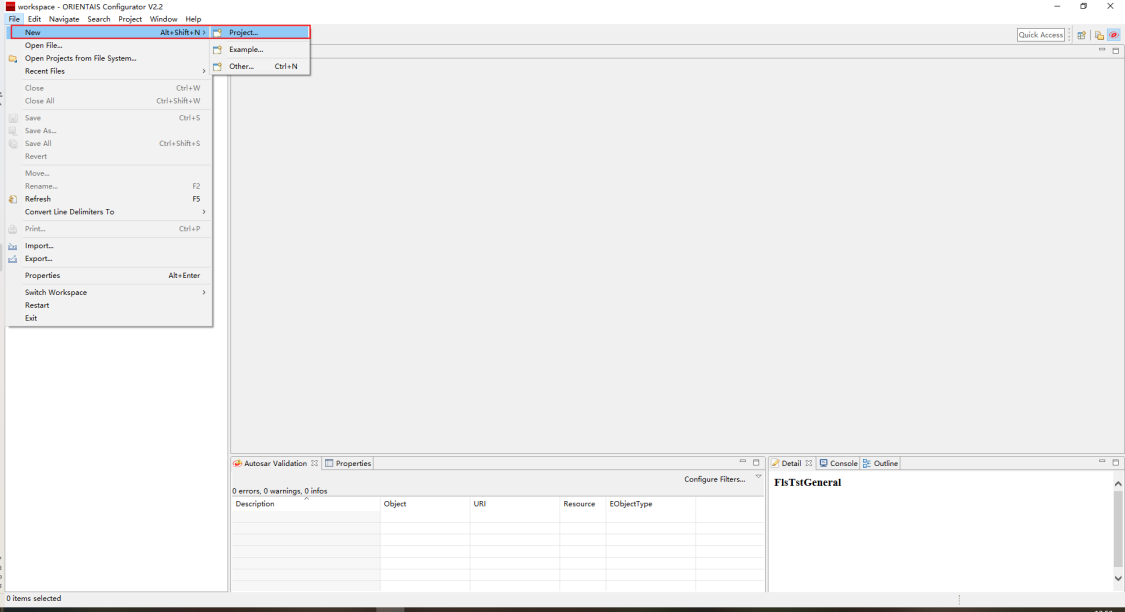 workspace - ORIENTAIS Configurator V2.2
File Edit Navigate Search Project Window Help
New Alt+Shift+N > Project...
Open File... Example...
Open Projects from File System... Other... Ctrl+N
Recent Files >
Close Ctrl+W
Close All Ctrl+Shift+W
Save Ctrl+S
Save As...
Save All Ctrl+Shift+S
Revert
Move...
Rename... F2
Refresh F5
Convert Line Delimiters To >
Print... Ctrl+P
Import...
Export...
Properties Alt+Enter
Switch Workspace >
Restart
Exit
Quick Access
Autosar Validation Properties
Configure Filters...
0 errors, 0 warnings, 0 infos
Description Object URI Resource EObjectType
Detail Console Outline
FlsTstGeneral
0 items selected